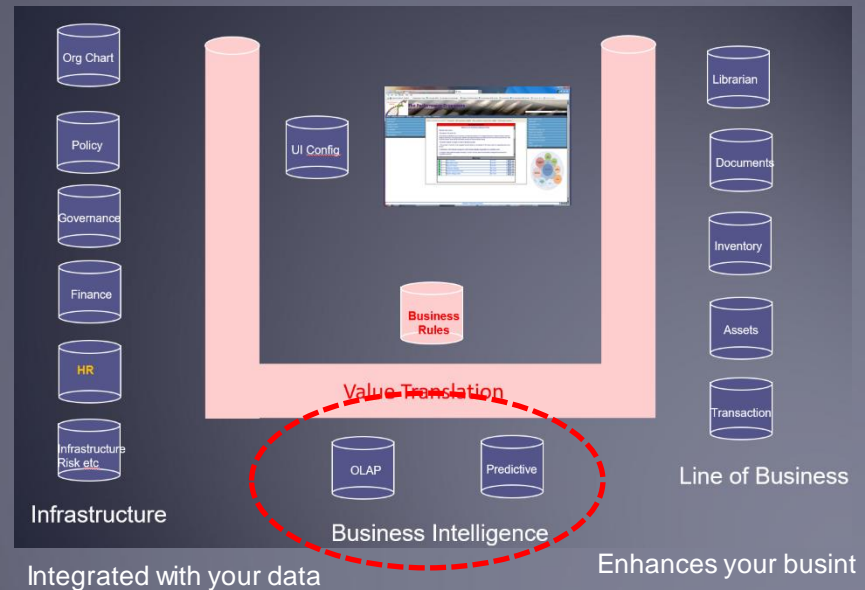 Org Chart
Policy
Governance
Finance
HR
Infrastructure
Risk etc
Infrastructure
UI Config
Business
Rules
Value Translation
OLAP
Predictive
Business Intelligence
Librarian
Documents
Inventory
Assets
Transaction
Line of Business
Integrated with your data
Enhances your busint